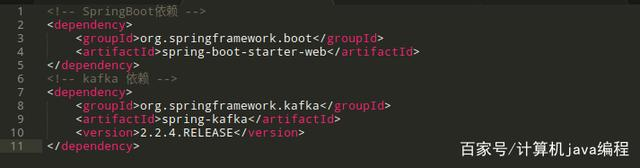 1 <!-- SpringBoot依赖 -->
2 <dependency>
3     <groupId>org.springframework.boot</groupId>
4     <artifactId>spring-boot-starter-web</artifactId>
5 </dependency>
6 <!-- kafka 依赖 -->
7 <dependency>
8     <groupId>org.springframework.kafka</groupId>
9     <artifactId>spring-kafka</artifactId>
10     <version>2.2.4.RELEASE</version>
11 </dependency>
百家号/计算机java编程